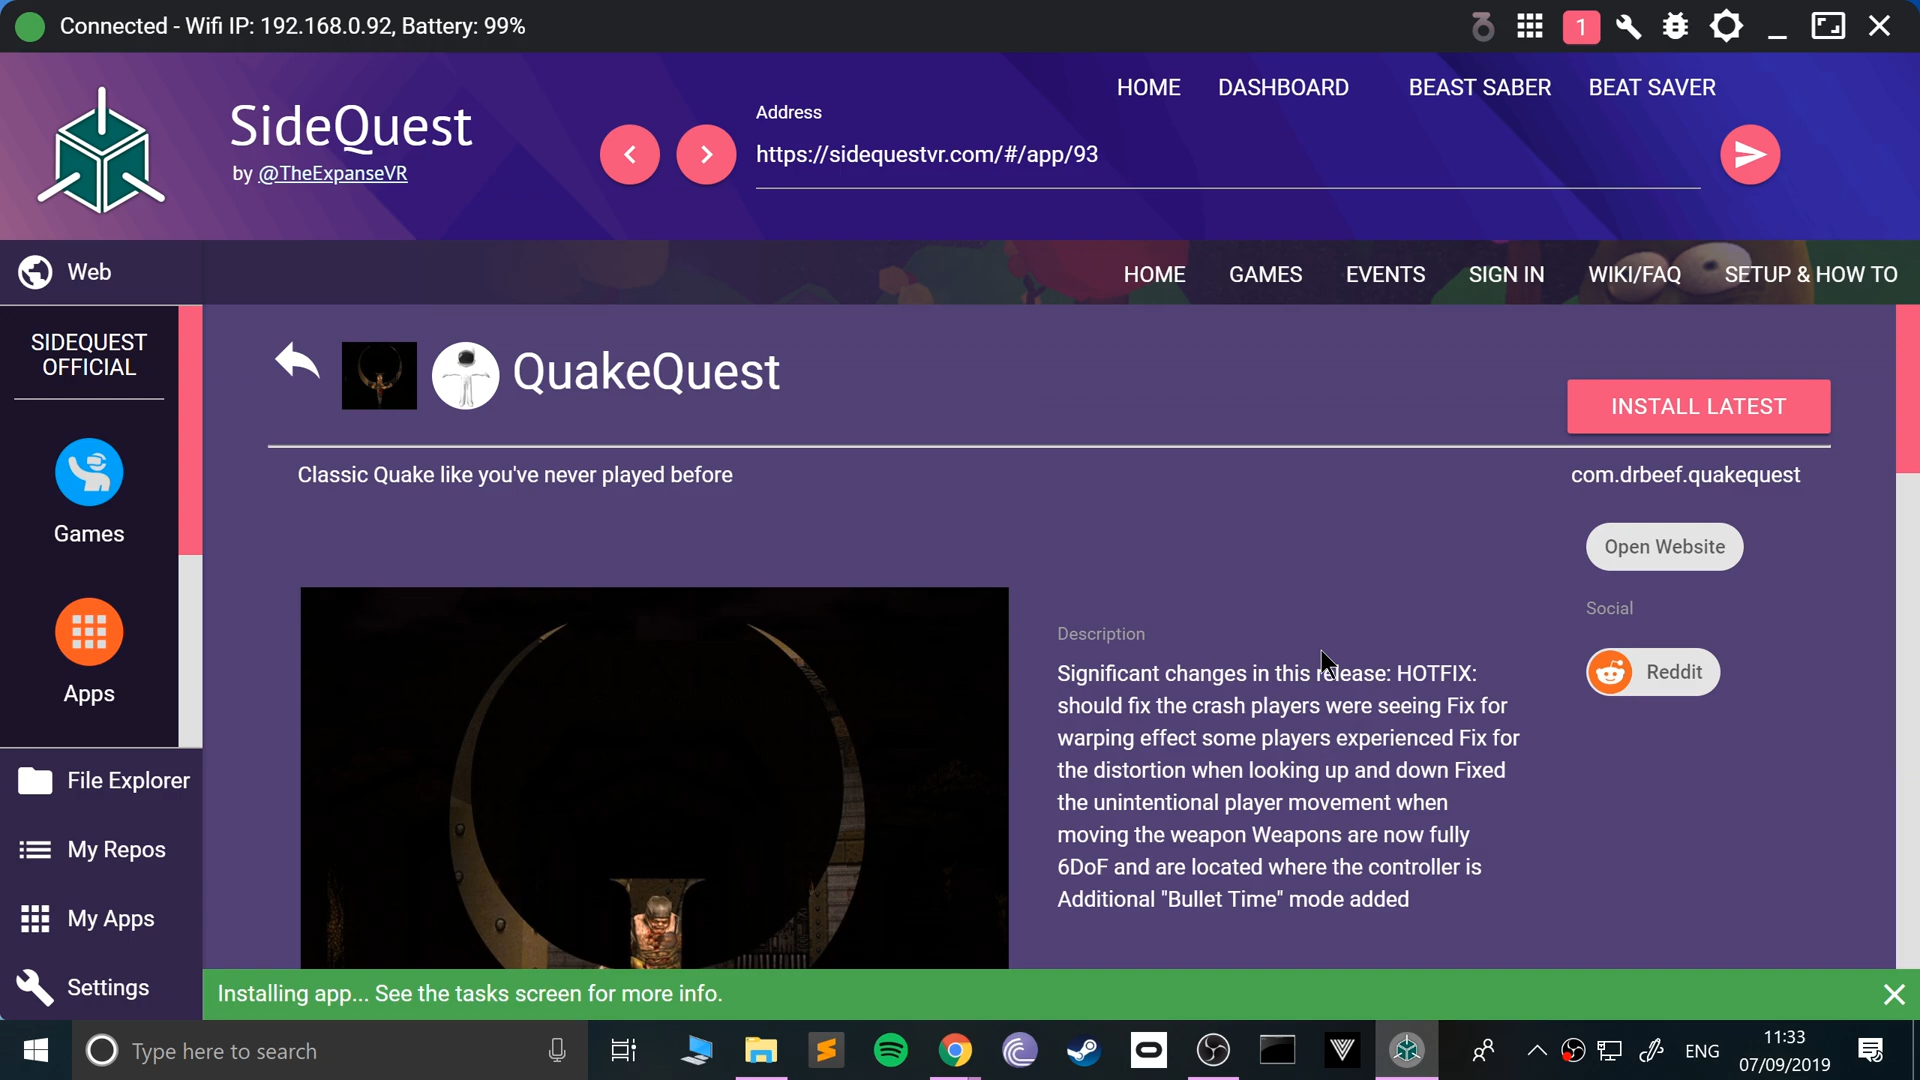 Connected - Wifi IP: 192.168.0.92, Battery: 99%
1
SideQuest
by @TheExpanseVR
Address
https://sidequestvr.com/#/app/93
HOME DASHBOARD BEAST SABER BEAT SAVER
Web
HOME GAMES EVENTS SIGN IN WIKI/FAQ SETUP & HOW TO
SIDEQUEST
OFFICIAL
Games
Apps
File Explorer
My Repos
My Apps
Settings
QuakeQuest
INSTALL LATEST
Classic Quake like you've never played before
com.drbeef.quakequest
Open Website
Social
Reddit
Description
Significant changes in this release: HOTFIX:
should fix the crash players were seeing Fix for
warping effect some players experienced Fix for
the distortion when looking up and down Fixed
the unintentional player movement when
moving the weapon Weapons are now fully
6DoF and are located where the controller is
Additional "Bullet Time" mode added
Installing app... See the tasks screen for more info.
Type here to search
ENG
11:33
07/09/2019